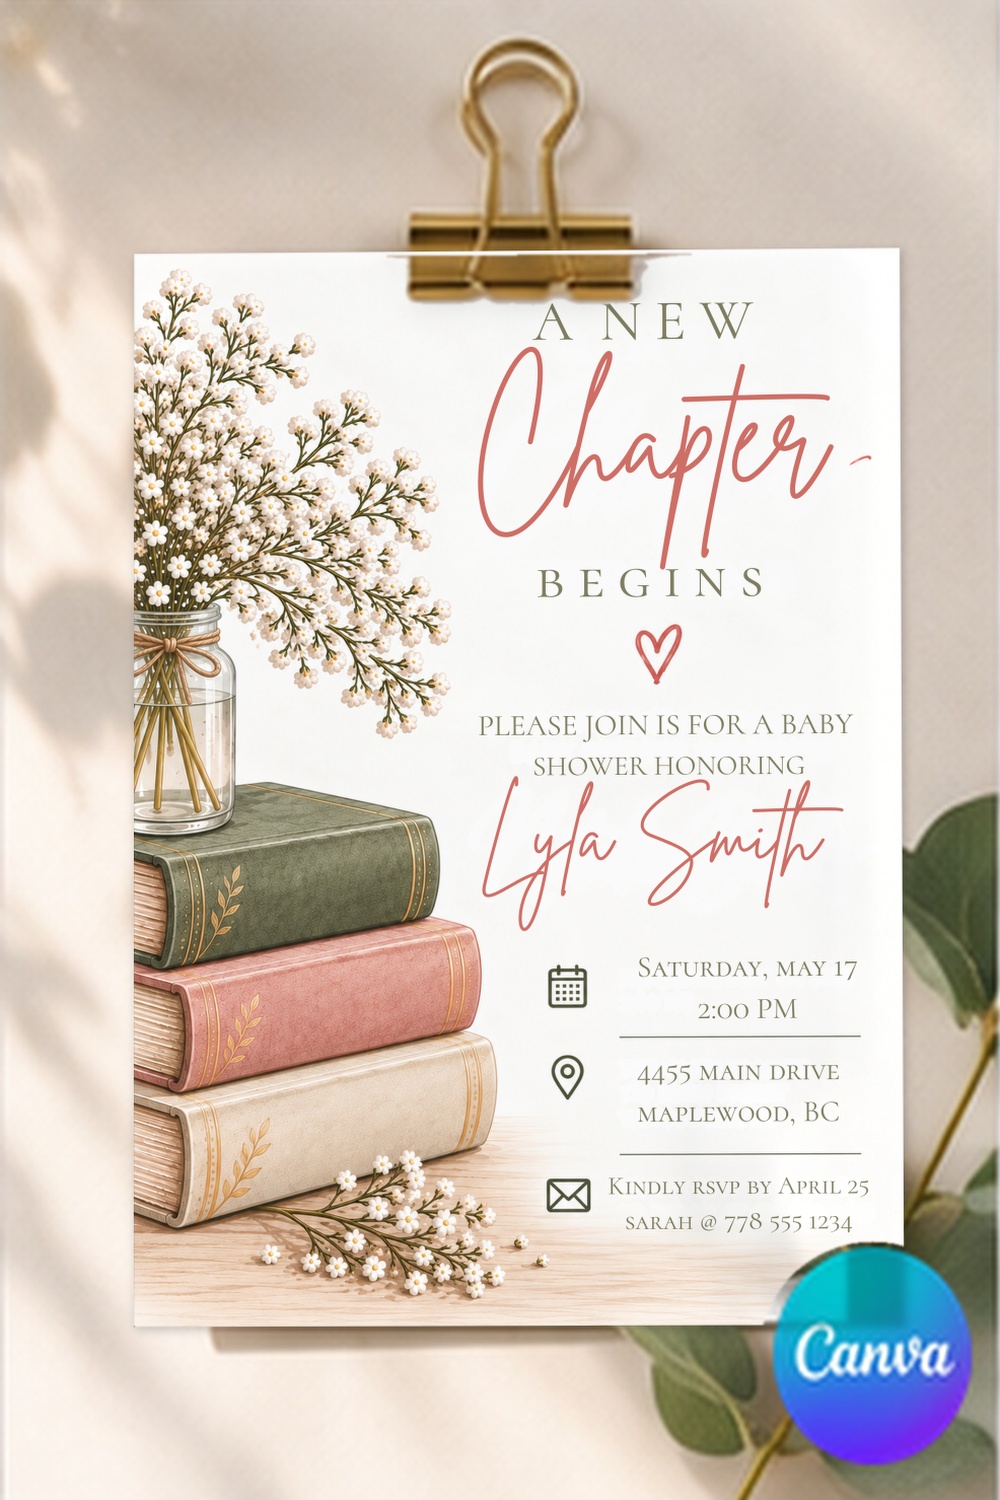 A NEW
Chapter
BEGINS
PLEASE JOIN IS FOR A BABY
SHOWER HONORING
Lyla Smith
SATURDAY, MAY 17
2:00 PM
4455 MAIN DRIVE
MAPLEWOOD, BC
KINDLY RSVP BY APRIL 25
SARAH @ 778 555 1234
Canva